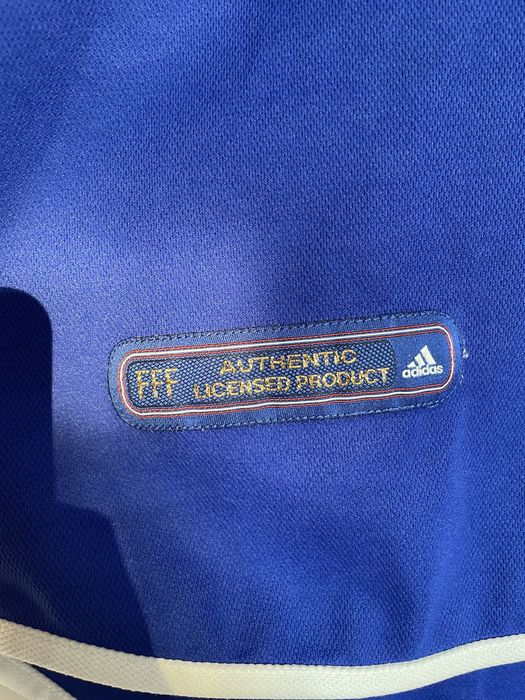 FFF
AUTHENTIC
LICENSED PRODUCT
adidas